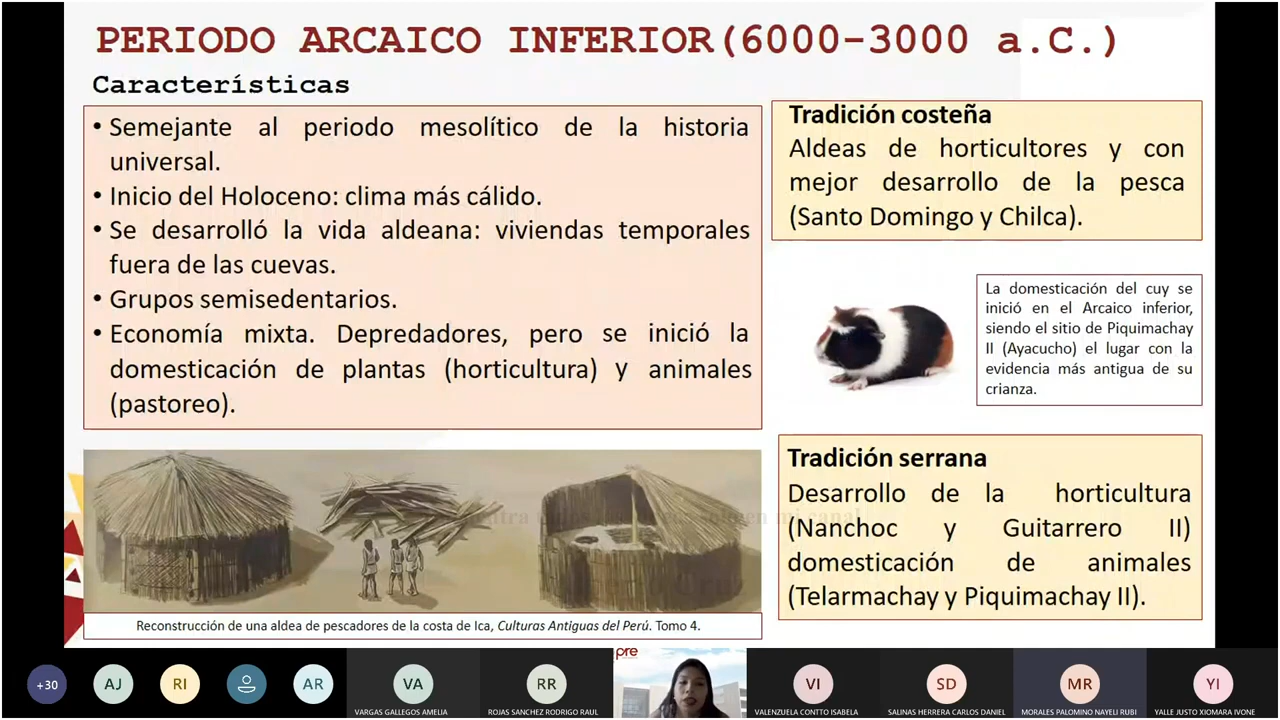 PERIODO ARCAICO INFERIOR(6000-3000 a.C.)
Características
• Semejante al periodo mesolítico de la historia
universal.
• Inicio del Holoceno: clima más cálido.
• Se desarrolló la vida aldeana: viviendas temporales
fuera de las cuevas.
• Grupos semisedentarios.
• Economía mixta. Depredadores, pero se inició la
domesticación de plantas (horticultura) y animales
(pastoreo).
Tradición costeña
Aldeas de horticultores y con
mejor desarrollo de la pesca
(Santo Domingo y Chilca).
La domesticación del cuy se
inició en el Arcaico inferior,
siendo el sitio de Piquimachay
II (Ayacucho) el lugar con la
evidencia más antigua de su
crianza.
Tradición serrana
Desarrollo de la horticultura
(Nanchoc y Guitarrero II)
domesticación de animales
(Telarmachay y Piquimachay II).
en mi canal
Reconstrucción de una aldea de pescadores de la costa de Ica, Culturas Antiguas del Perú. Tomo 4.
pre
+30 AJ RI AR VA RR VI SD MR YI
VARGAS GALLEGOS AMELIA ROJAS SANCHEZ RODRIGO RAUL VALENZUELA CONTTO ISABELA SALINAS HERRERA CARLOS DANIEL MORALES PALOMINO NAYELI RUBI YALLE JUSTO XIOMARA IVONE